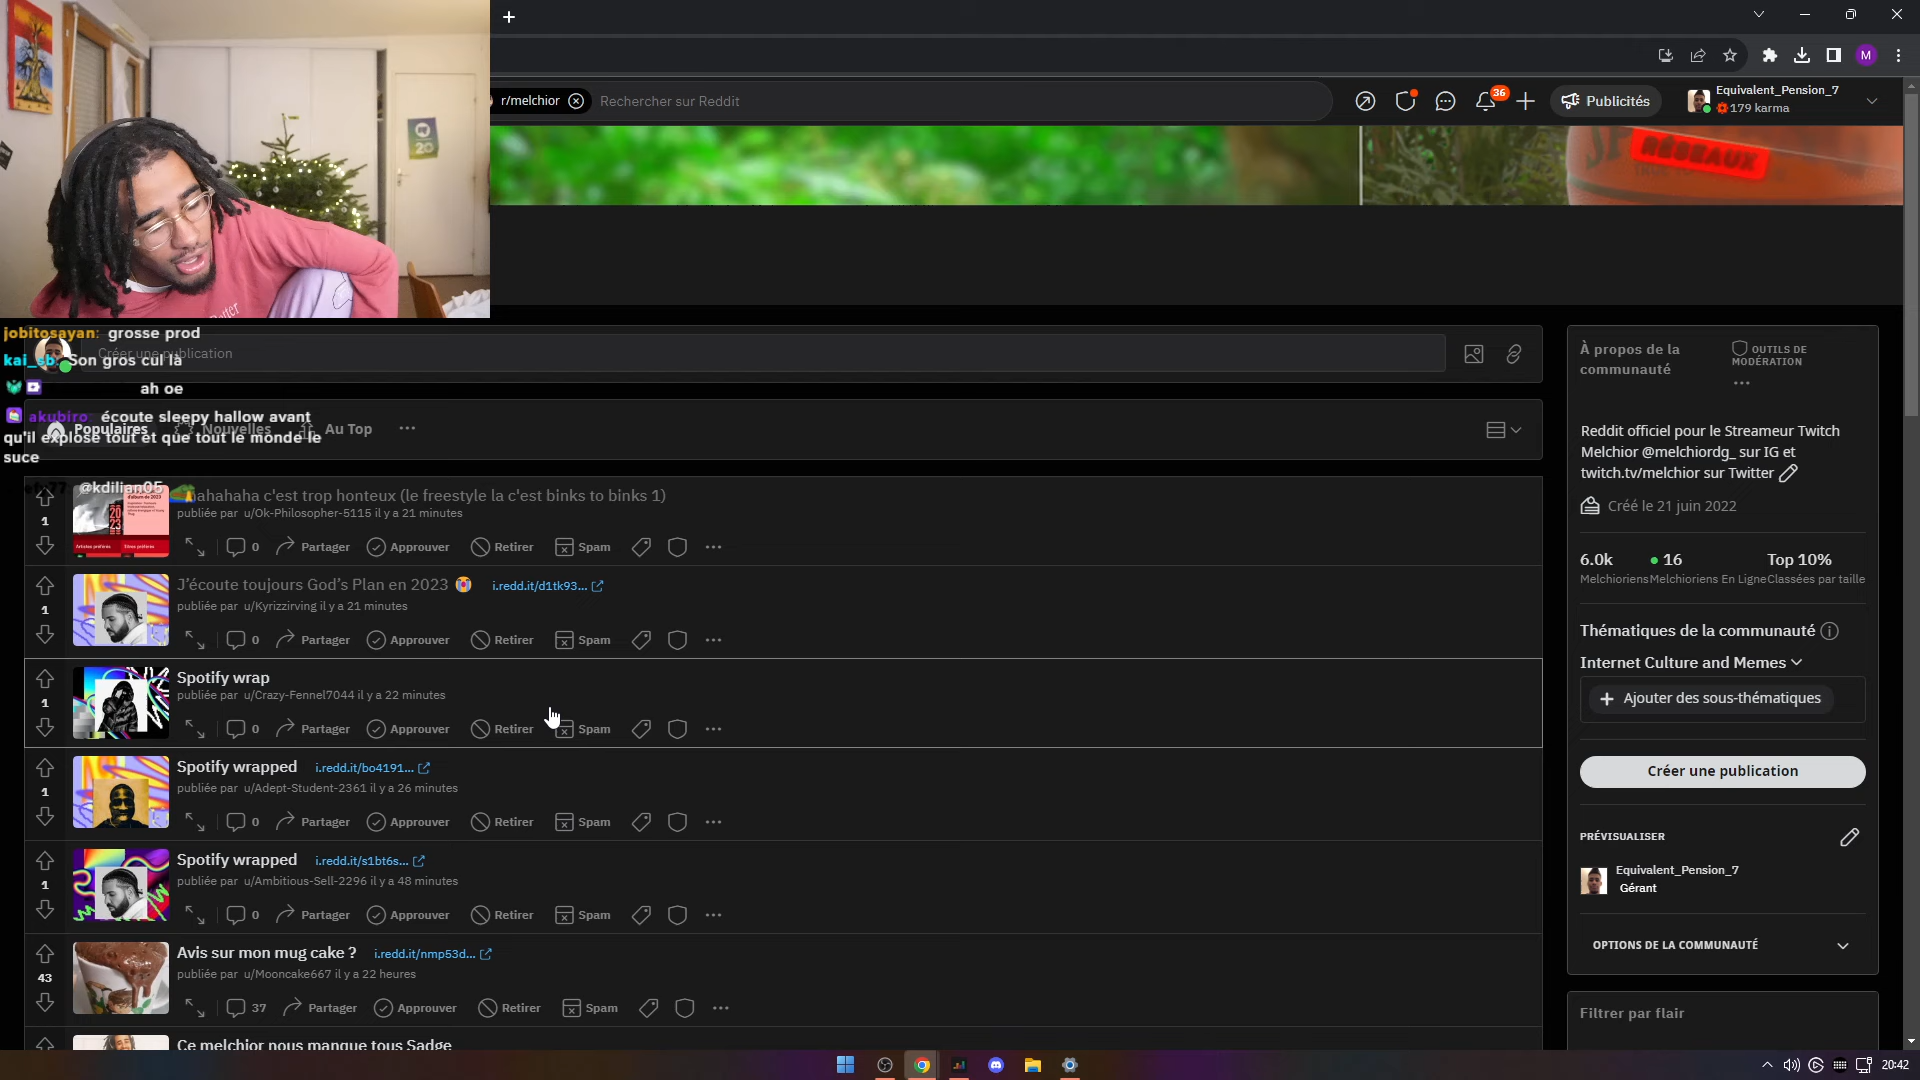 r/melchior
Rechercher sur Reddit
36
Publicités
Equivalent_Pension_7
179 karma
M
20
RÉSEAUX
jobitosayan: grosse prod
Créer une publication
kai_sb: Son gros cul là
ah oe
akubiro: écoute sleepy hallow avant
qu'il explose tout et que tout le monde le
suce
Populaires
Nouvelles
Au Top
@kdilian05
ahahaha c'est trop honteux (le freestyle la c'est binks to binks 1)
publiée par u/Ok-Philosopher-5115 il y a 21 minutes
1
0 Partager Approuver Retirer Spam
J'écoute toujours God's Plan en 2023 😭 i.redd.it/d1tk93...
publiée par u/Kyrizzirving il y a 21 minutes
1
0 Partager Approuver Retirer Spam
Spotify wrap
publiée par u/Crazy-Fennel7044 il y a 22 minutes
1
0 Partager Approuver Retirer Spam
Spotify wrapped i.redd.it/bo4191...
publiée par u/Adept-Student-2361 il y a 26 minutes
1
0 Partager Approuver Retirer Spam
Spotify wrapped i.redd.it/s1bt6s...
publiée par u/Ambitious-Sell-2296 il y a 48 minutes
1
0 Partager Approuver Retirer Spam
Avis sur mon mug cake ? i.redd.it/nmp53d...
publiée par u/Mooncake667 il y a 22 heures
43
37 Partager Approuver Retirer Spam
Ce melchior nous manque tous Sadge
À propos de la
communauté
OUTILS DE
MODÉRATION
Reddit officiel pour le Streameur Twitch
Melchior @melchiordg_ sur IG et
twitch.tv/melchior sur Twitter
Créé le 21 juin 2022
6.0k 16 Top 10%
Melchioriens Melchioriens En Ligne Classées par taille
Thématiques de la communauté
Internet Culture and Memes
Ajouter des sous-thématiques
Créer une publication
PRÉVISUALISER
Equivalent_Pension_7
Gérant
OPTIONS DE LA COMMUNAUTÉ
Filtrer par flair
20:42